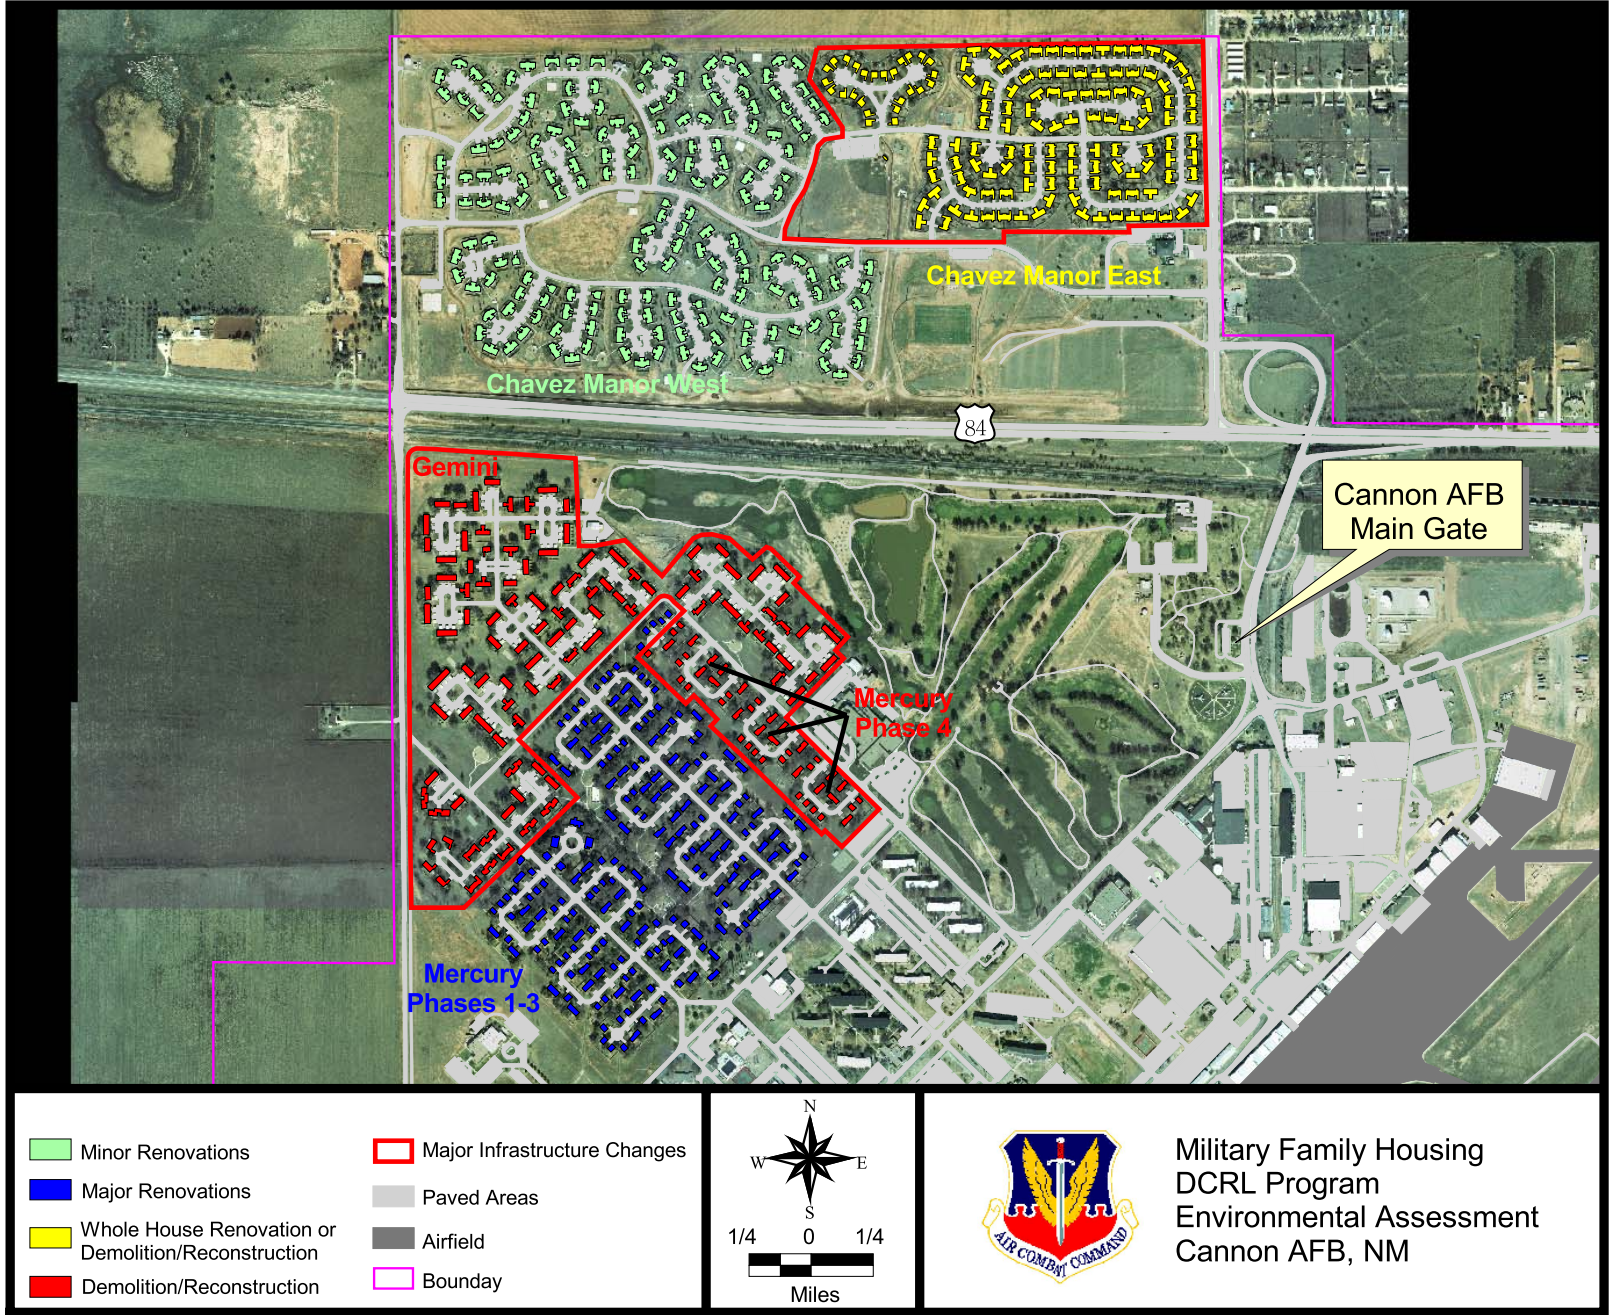 Chavez Manor East
Chavez Manor West
84
Gemini
Cannon AFB
Main Gate
Mercury
Phase 4
Mercury
Phases 1-3
Minor Renovations
Major Renovations
Whole House Renovation or
Demolition/Reconstruction
Demolition/Reconstruction
Major Infrastructure Changes
Paved Areas
Airfield
Bounday
N
W
E
S
1/4 0 1/4
Miles
AIR COMBAT COMMAND
Military Family Housing
DCRL Program
Environmental Assessment
Cannon AFB, NM